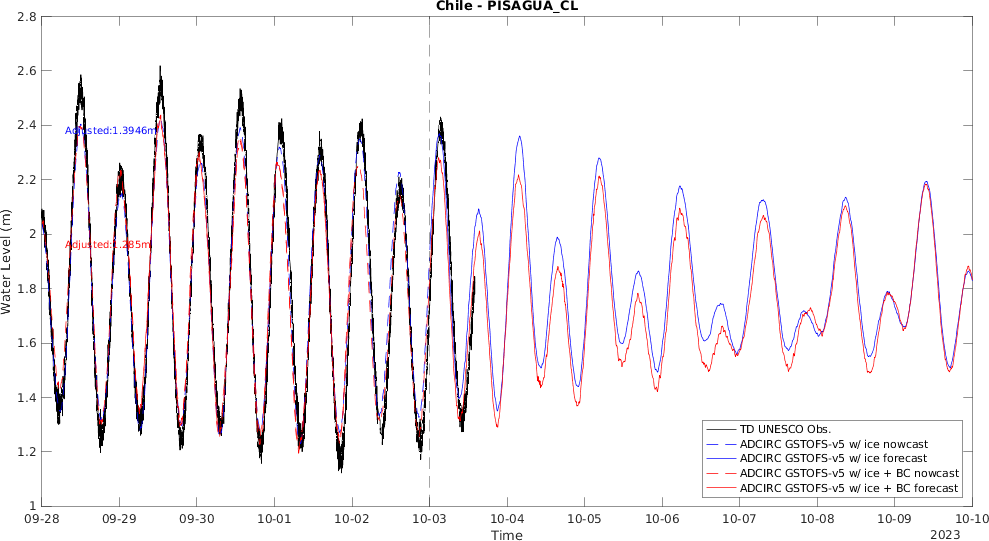 Chile - PISAGUA_CL
2.8
2.6
2.4
2.2
2
1.8
1.6
1.4
1.2
1
Water Level (m)
Adjusted:1.3946m
Adjusted:1.285m
TD UNESCO Obs.
ADCIRC GSTOFS-v5 w/ ice nowcast
ADCIRC GSTOFS-v5 w/ ice forecast
ADCIRC GSTOFS-v5 w/ ice + BC nowcast
ADCIRC GSTOFS-v5 w/ ice + BC forecast
09-28 09-29 09-30 10-01 10-02 10-03 10-04 10-05 10-06 10-07 10-08 10-09 10-10
Time
2023